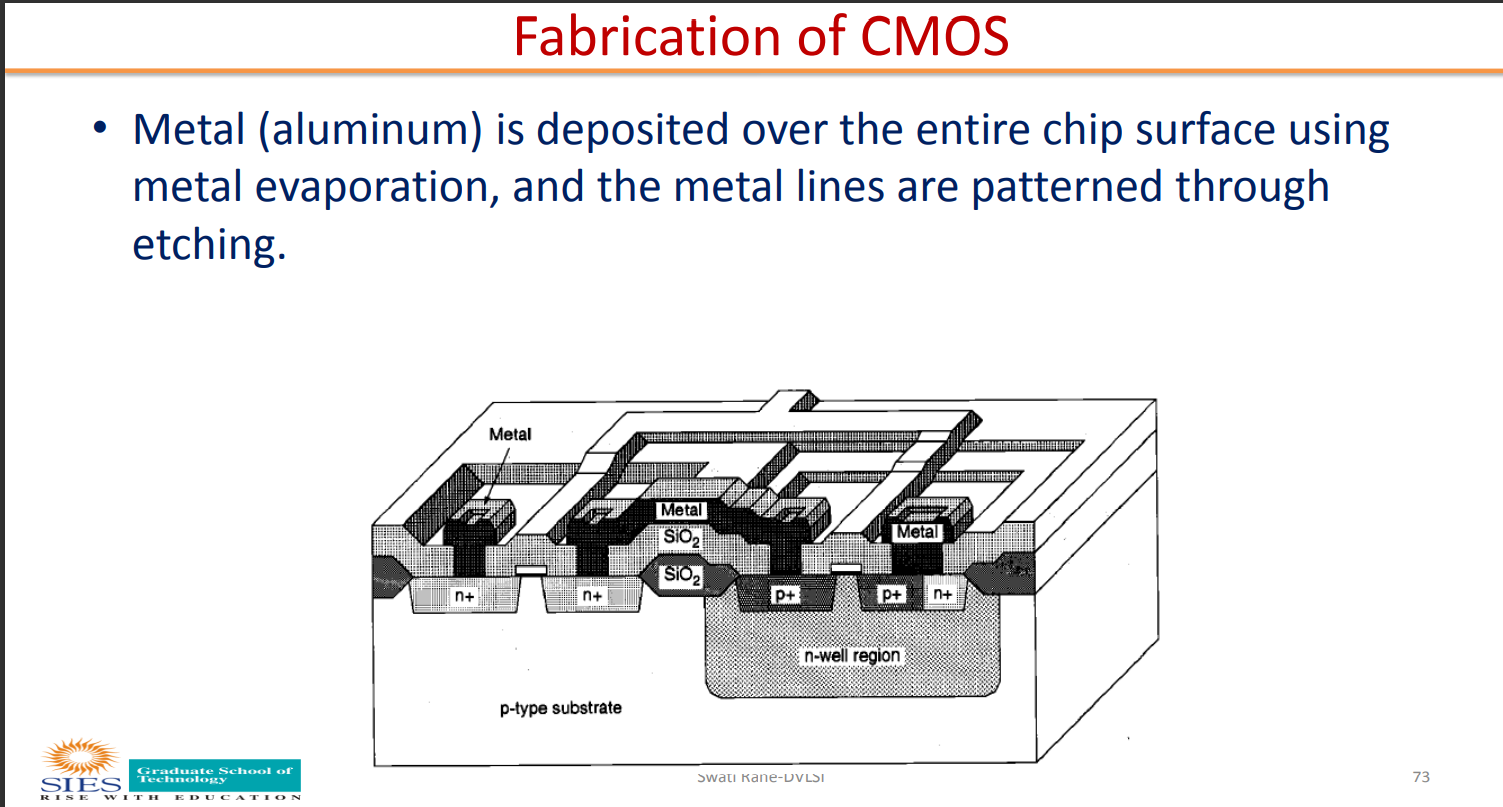 Fabrication of CMOS
• Metal (aluminum) is deposited over the entire chip surface using
metal evaporation, and the metal lines are patterned through
etching.
Metal
Metal
SiO2
Metal
SiO2
n+
n+
p+
p+
n+
n-well region
p-type substrate
SIES
Graduate School of
Technology
RISE WITH EDUCATION
Swati Rane-DVLSI
73